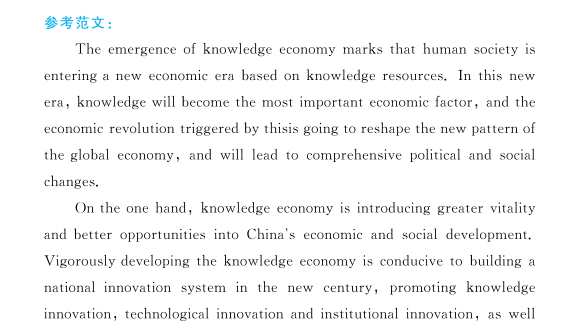 参考范文：
The emergence of knowledge economy marks that human society is
entering a new economic era based on knowledge resources. In this new
era, knowledge will become the most important economic factor, and the
economic revolution triggered by thisis going to reshape the new pattern of
the global economy, and will lead to comprehensive political and social
changes.
On the one hand, knowledge economy is introducing greater vitality
and better opportunities into China's economic and social development.
Vigorously developing the knowledge economy is conducive to building a
national innovation system in the new century, promoting knowledge
innovation, technological innovation and institutional innovation, as well